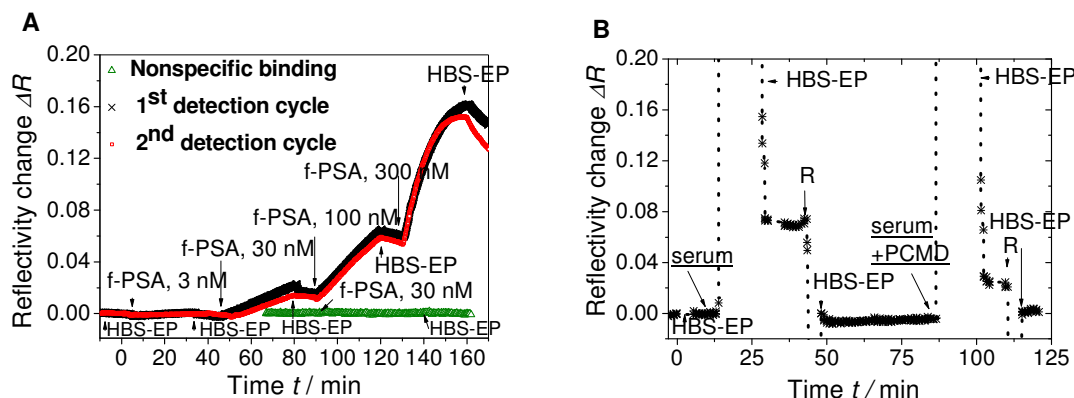 A
Reflectivity change ΔR
0.20
0.16
0.12
0.08
0.04
0.00
Nonspecific binding
1st detection cycle
2nd detection cycle
HBS-EP
f-PSA, 300 nM
f-PSA, 100 nM
f-PSA, 30 nM
f-PSA, 3 nM
HBS-EP
f-PSA, 30 nM
HBS-EP
HBS-EP
HBS-EP
HBS-EP
0 20 40 60 80 100 120 140 160
Time t / min
B
Reflectivity change ΔR
0.20
0.16
0.12
0.08
0.04
0.00
HBS-EP
HBS-EP
R
serum
serum
+PCMD
HBS-EP
R
HBS-EP
HBS-EP
0 25 50 75 100 125
Time t / min